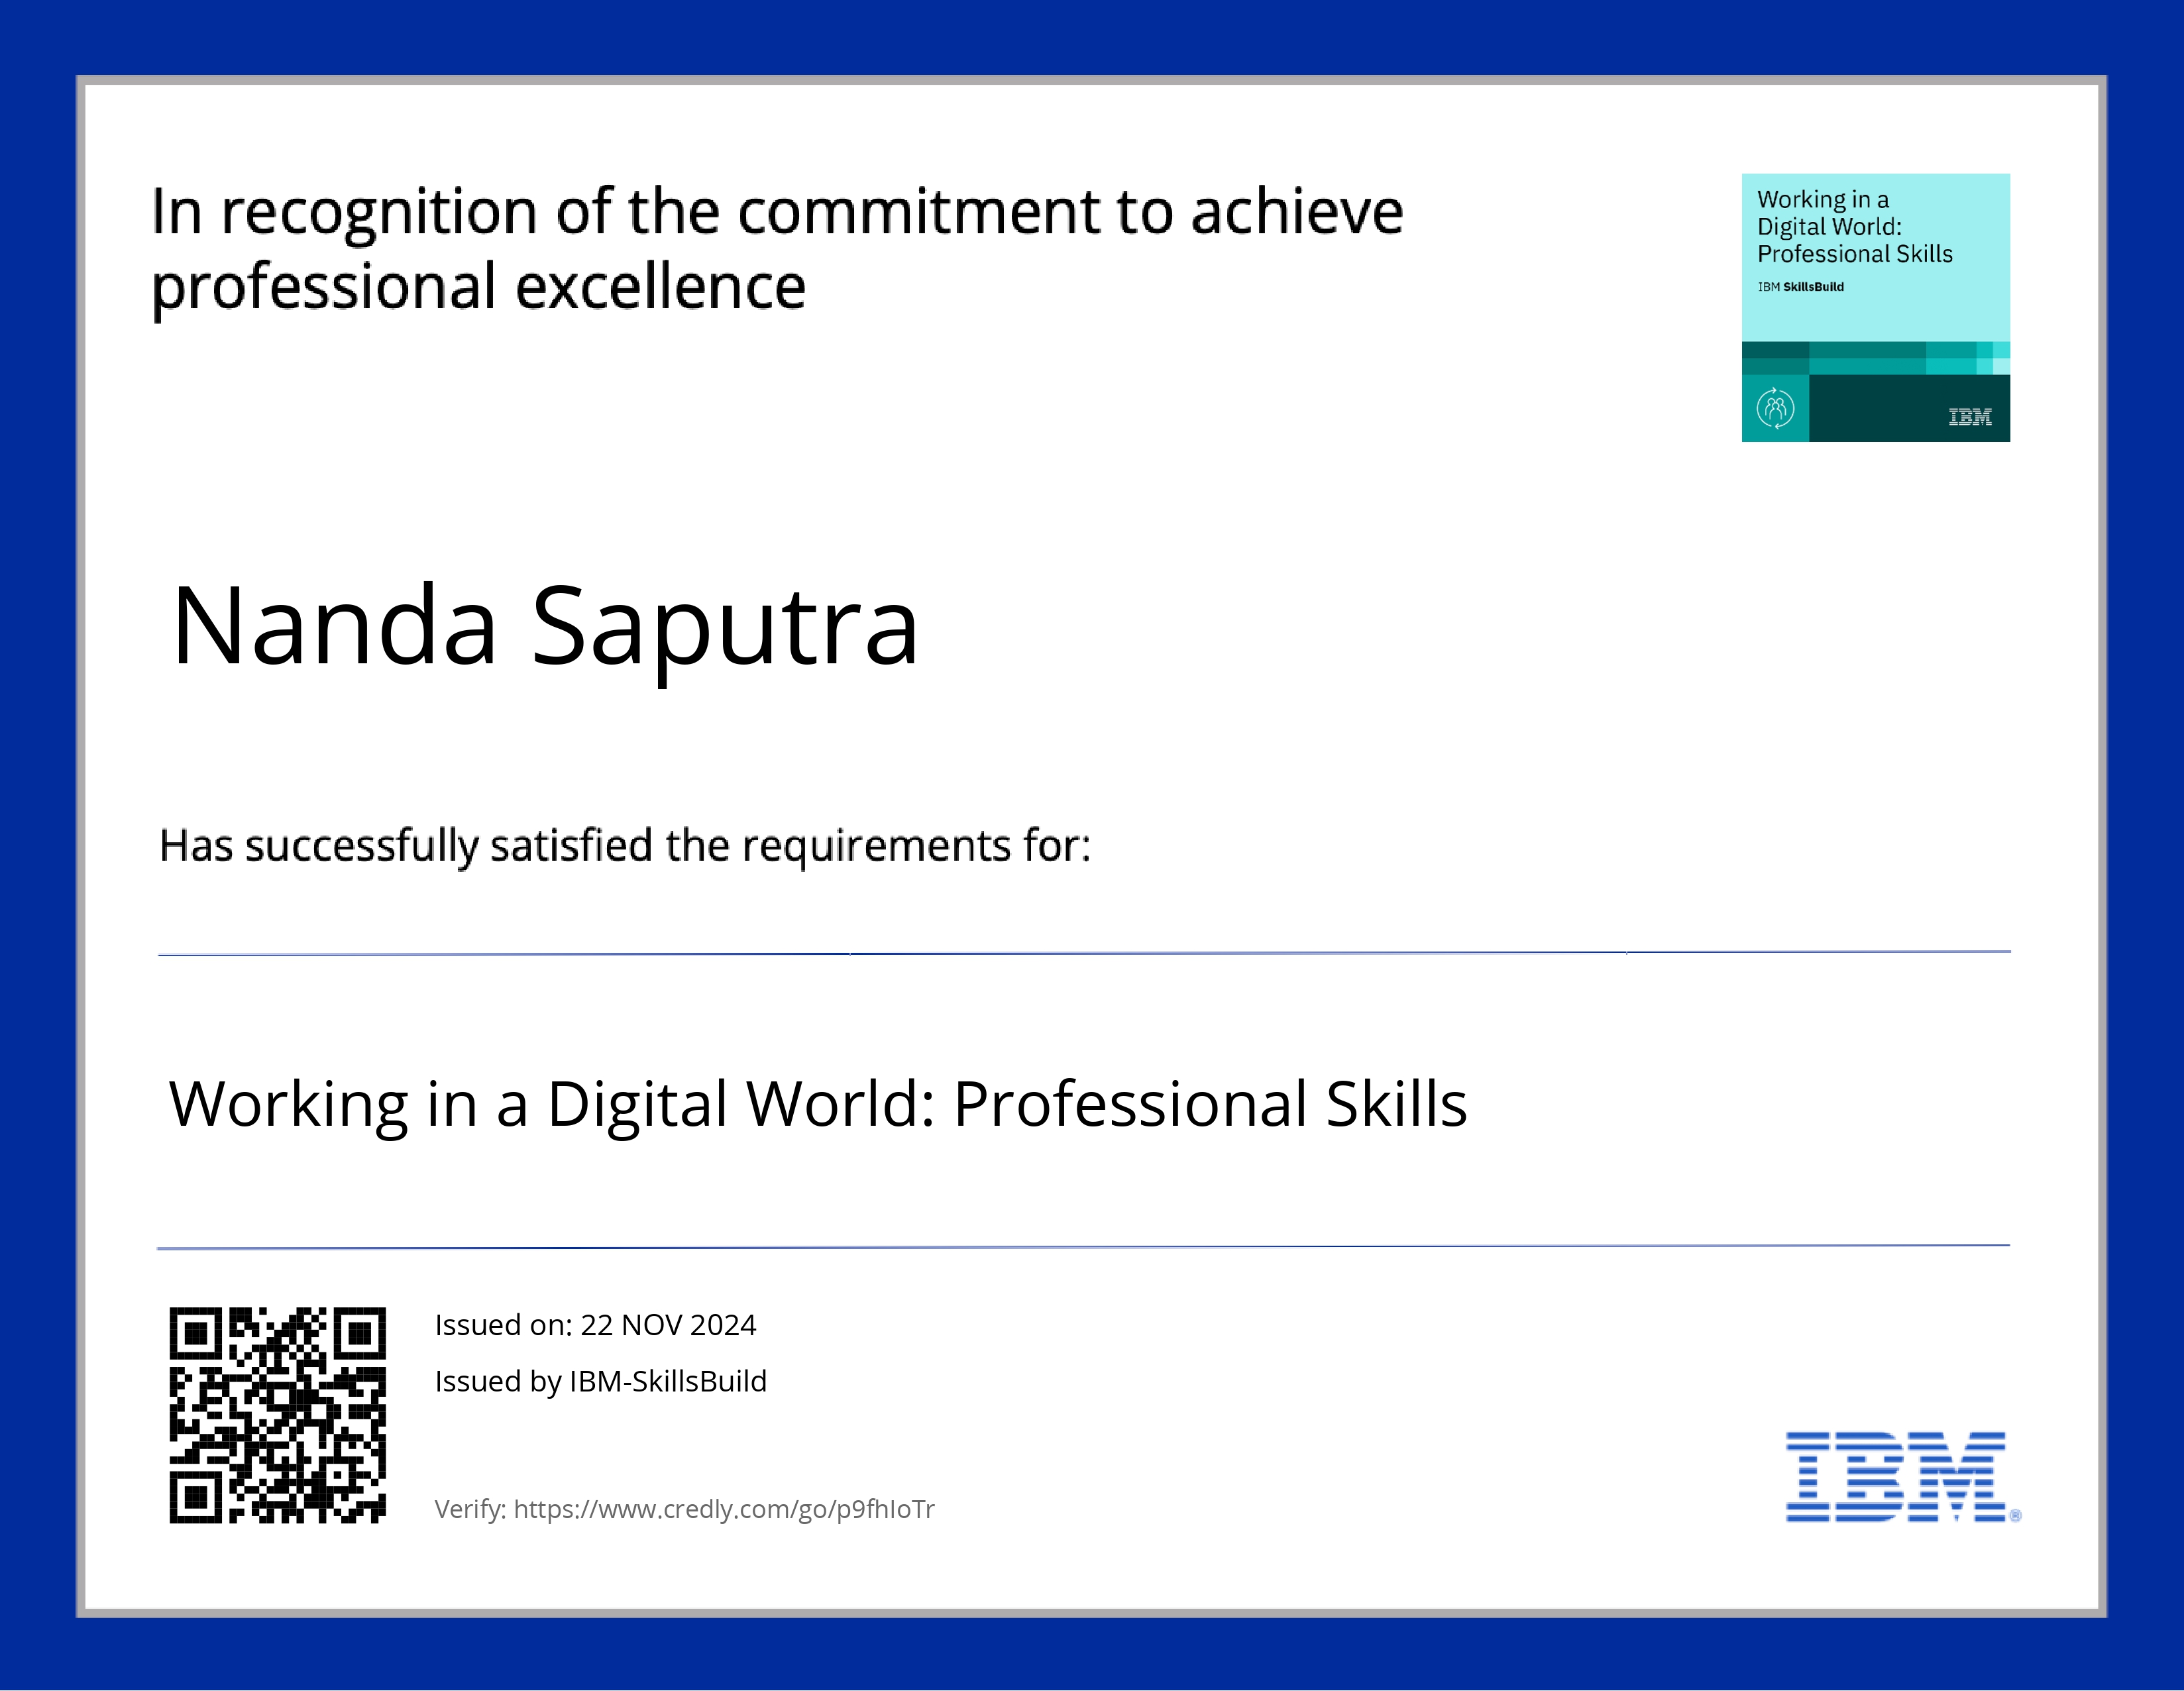 In recognition of the commitment to achieve
professional excellence
Working in a
Digital World:
Professional Skills
IBM SkillsBuild
IBM
Nanda Saputra
Has successfully satisfied the requirements for:
Working in a Digital World: Professional Skills
Issued on: 22 NOV 2024
Issued by IBM-SkillsBuild
Verify: https://www.credly.com/go/p9fhIoTr
IBM®